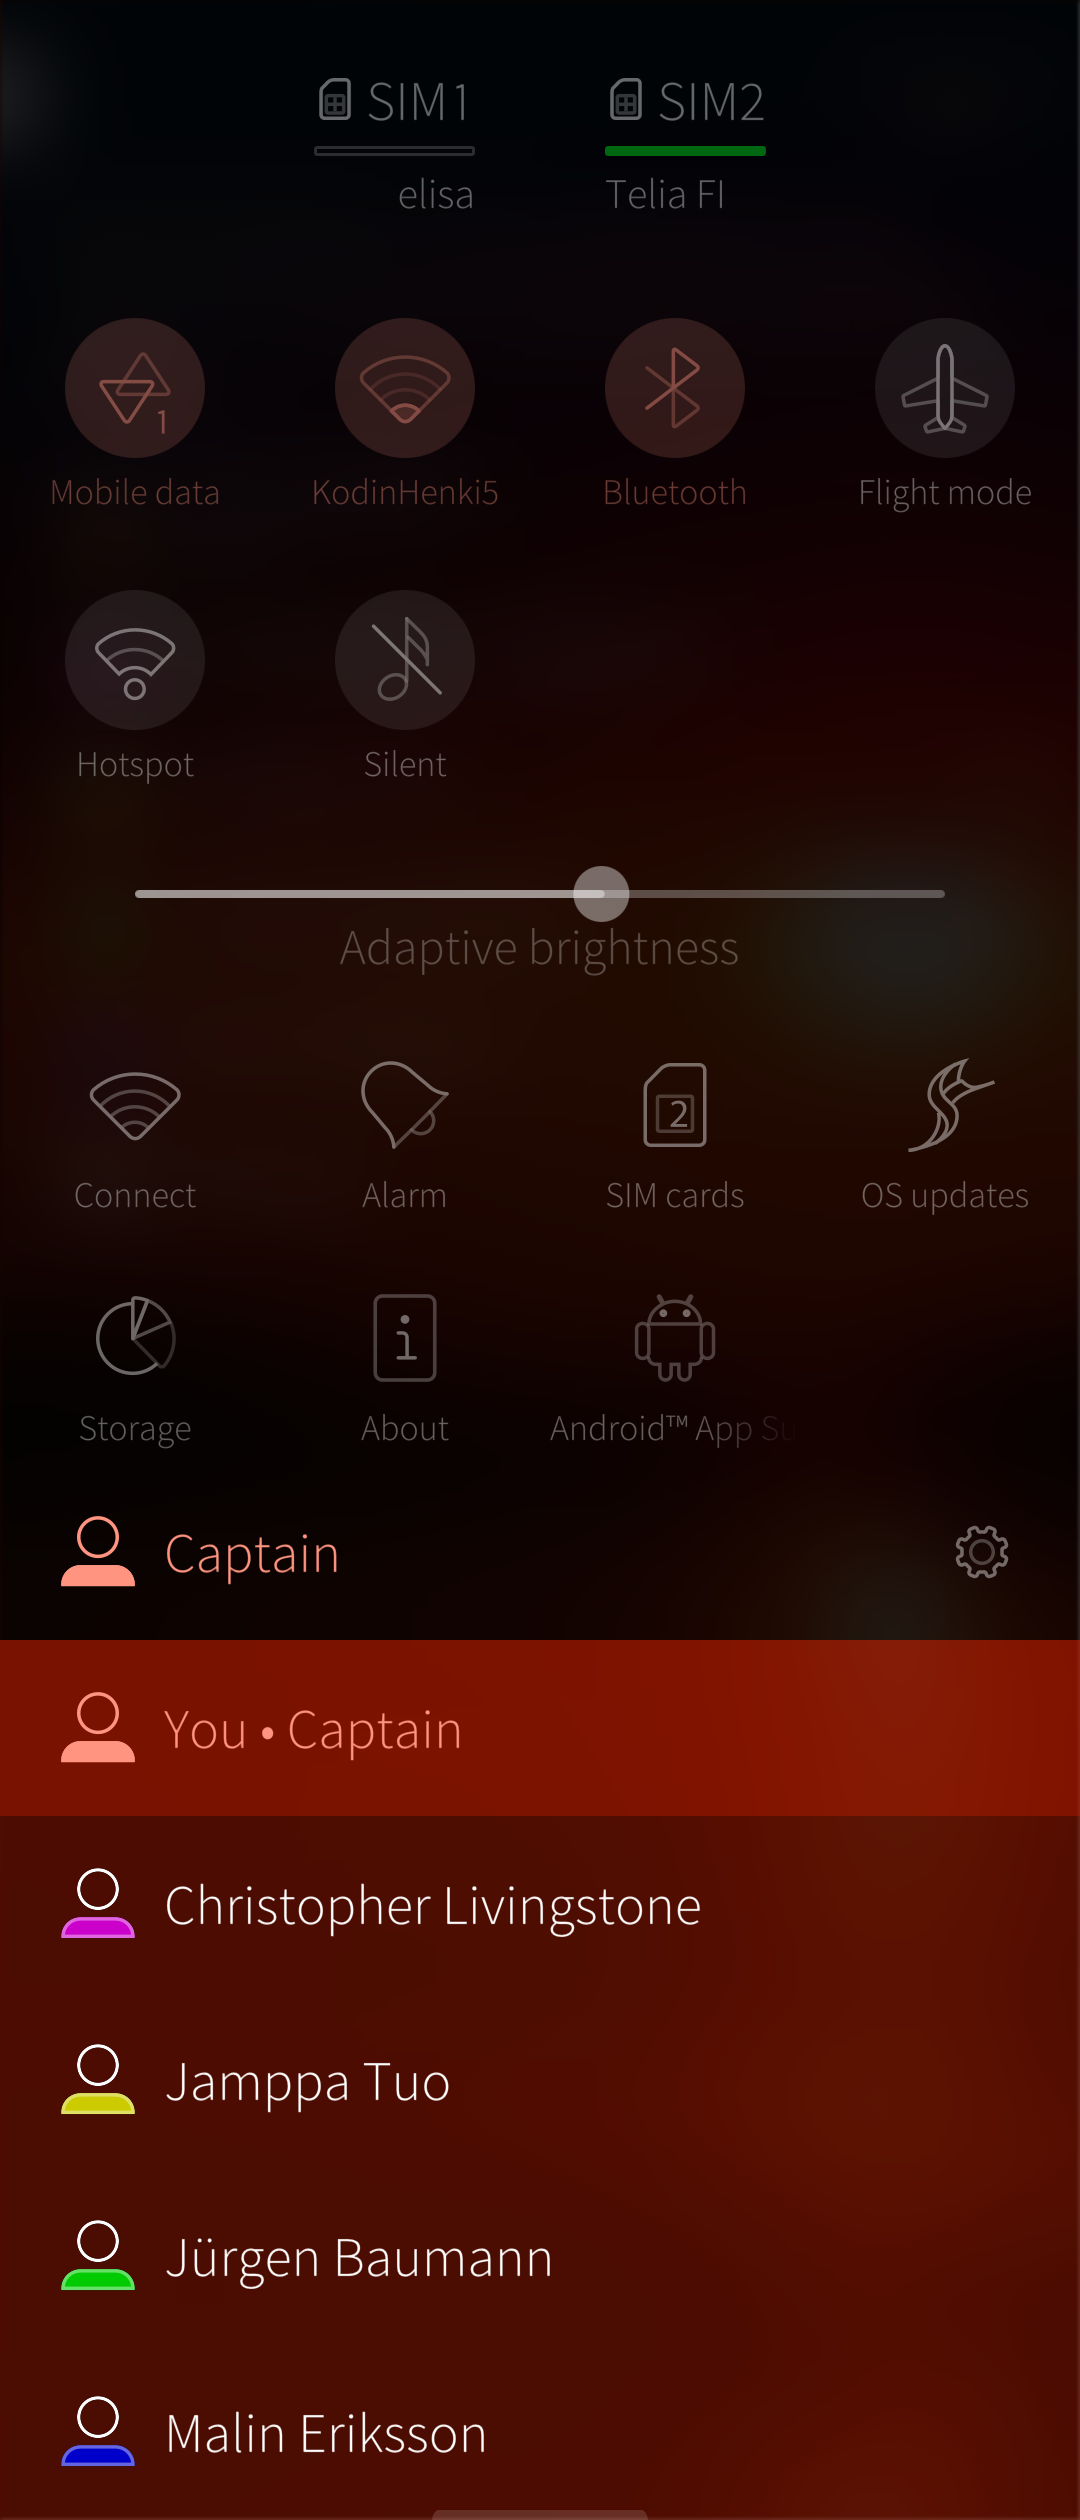 SIM1 SIM2
elisa Telia FI
1
Mobile data KodinHenki5 Bluetooth Flight mode
Hotspot Silent
Adaptive brightness
2
Connect Alarm SIM cards OS updates
Storage About Android™ App Su
Captain
You • Captain
Christopher Livingstone
Jamppa Tuo
Jürgen Baumann
Malin Eriksson